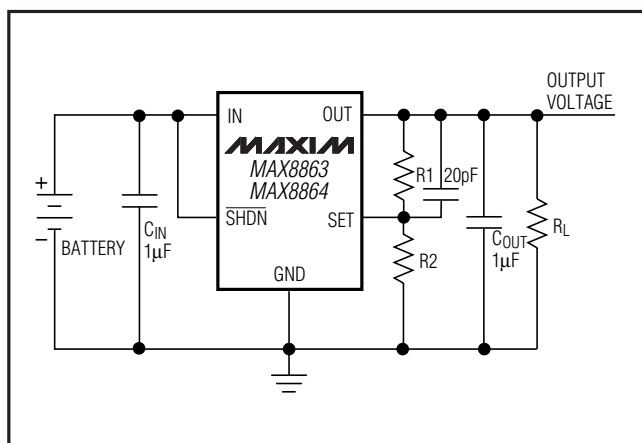 OUTPUT
VOLTAGE
IN
OUT
MAXIM
MAX8863
MAX8864
R1
20pF
+
SHDN
SET
−
BATTERY
CIN
1µF
R2
COUT
1µF
RL
GND